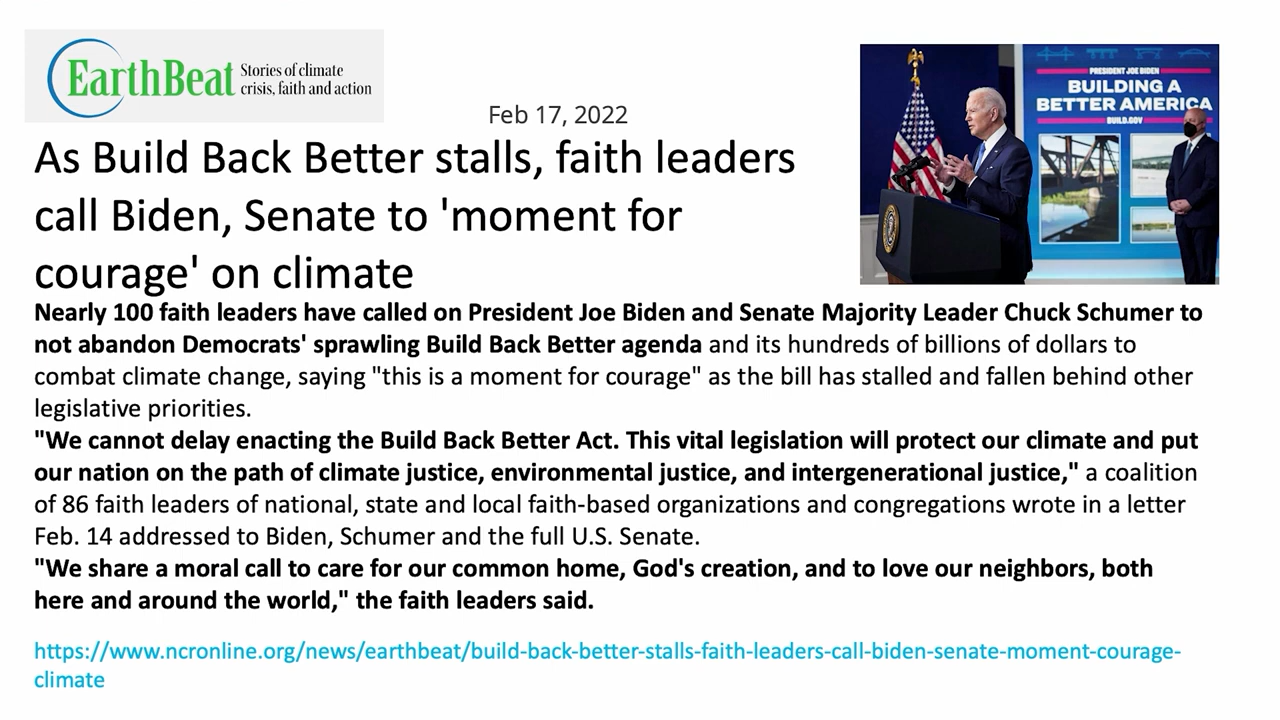 EarthBeat Stories of climate
crisis, faith and action
Feb 17, 2022
As Build Back Better stalls, faith leaders
call Biden, Senate to 'moment for
courage' on climate
PRESIDENT JOE BIDEN
BUILDING A
BETTER AMERICA
BUILD.GOV
Nearly 100 faith leaders have called on President Joe Biden and Senate Majority Leader Chuck Schumer to
not abandon Democrats' sprawling Build Back Better agenda and its hundreds of billions of dollars to
combat climate change, saying "this is a moment for courage" as the bill has stalled and fallen behind other
legislative priorities.
"We cannot delay enacting the Build Back Better Act. This vital legislation will protect our climate and put
our nation on the path of climate justice, environmental justice, and intergenerational justice," a coalition
of 86 faith leaders of national, state and local faith-based organizations and congregations wrote in a letter
Feb. 14 addressed to Biden, Schumer and the full U.S. Senate.
"We share a moral call to care for our common home, God's creation, and to love our neighbors, both
here and around the world," the faith leaders said.
https://www.ncronline.org/news/earthbeat/build-back-better-stalls-faith-leaders-call-biden-senate-moment-courage-
climate